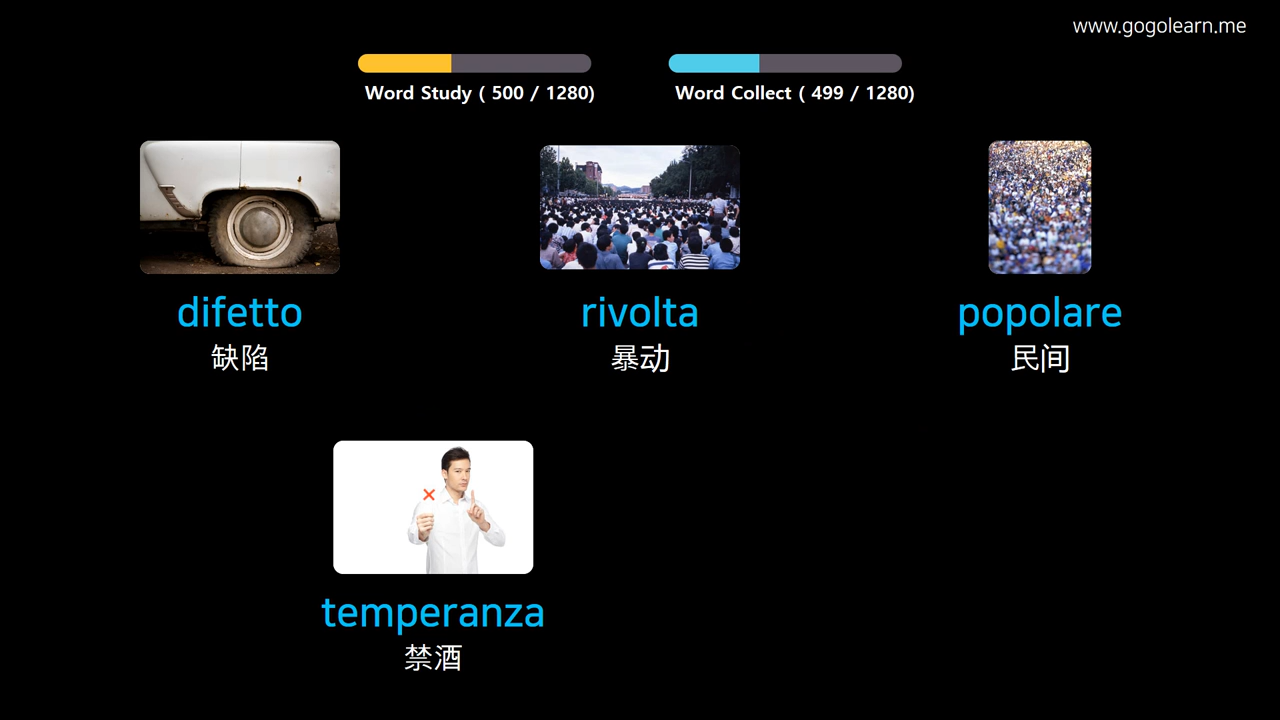 www.gogolearn.me
Word Study ( 500 / 1280)
Word Collect ( 499 / 1280)
difetto
缺陷
rivolta
暴动
popolare
民间
temperanza
禁酒